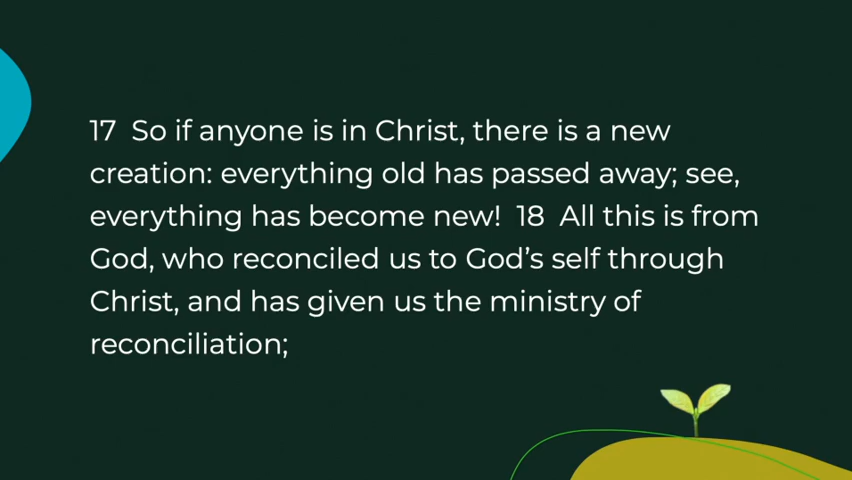 17  So if anyone is in Christ, there is a new
creation: everything old has passed away; see,
everything has become new!  18  All this is from
God, who reconciled us to God’s self through
Christ, and has given us the ministry of
reconciliation;